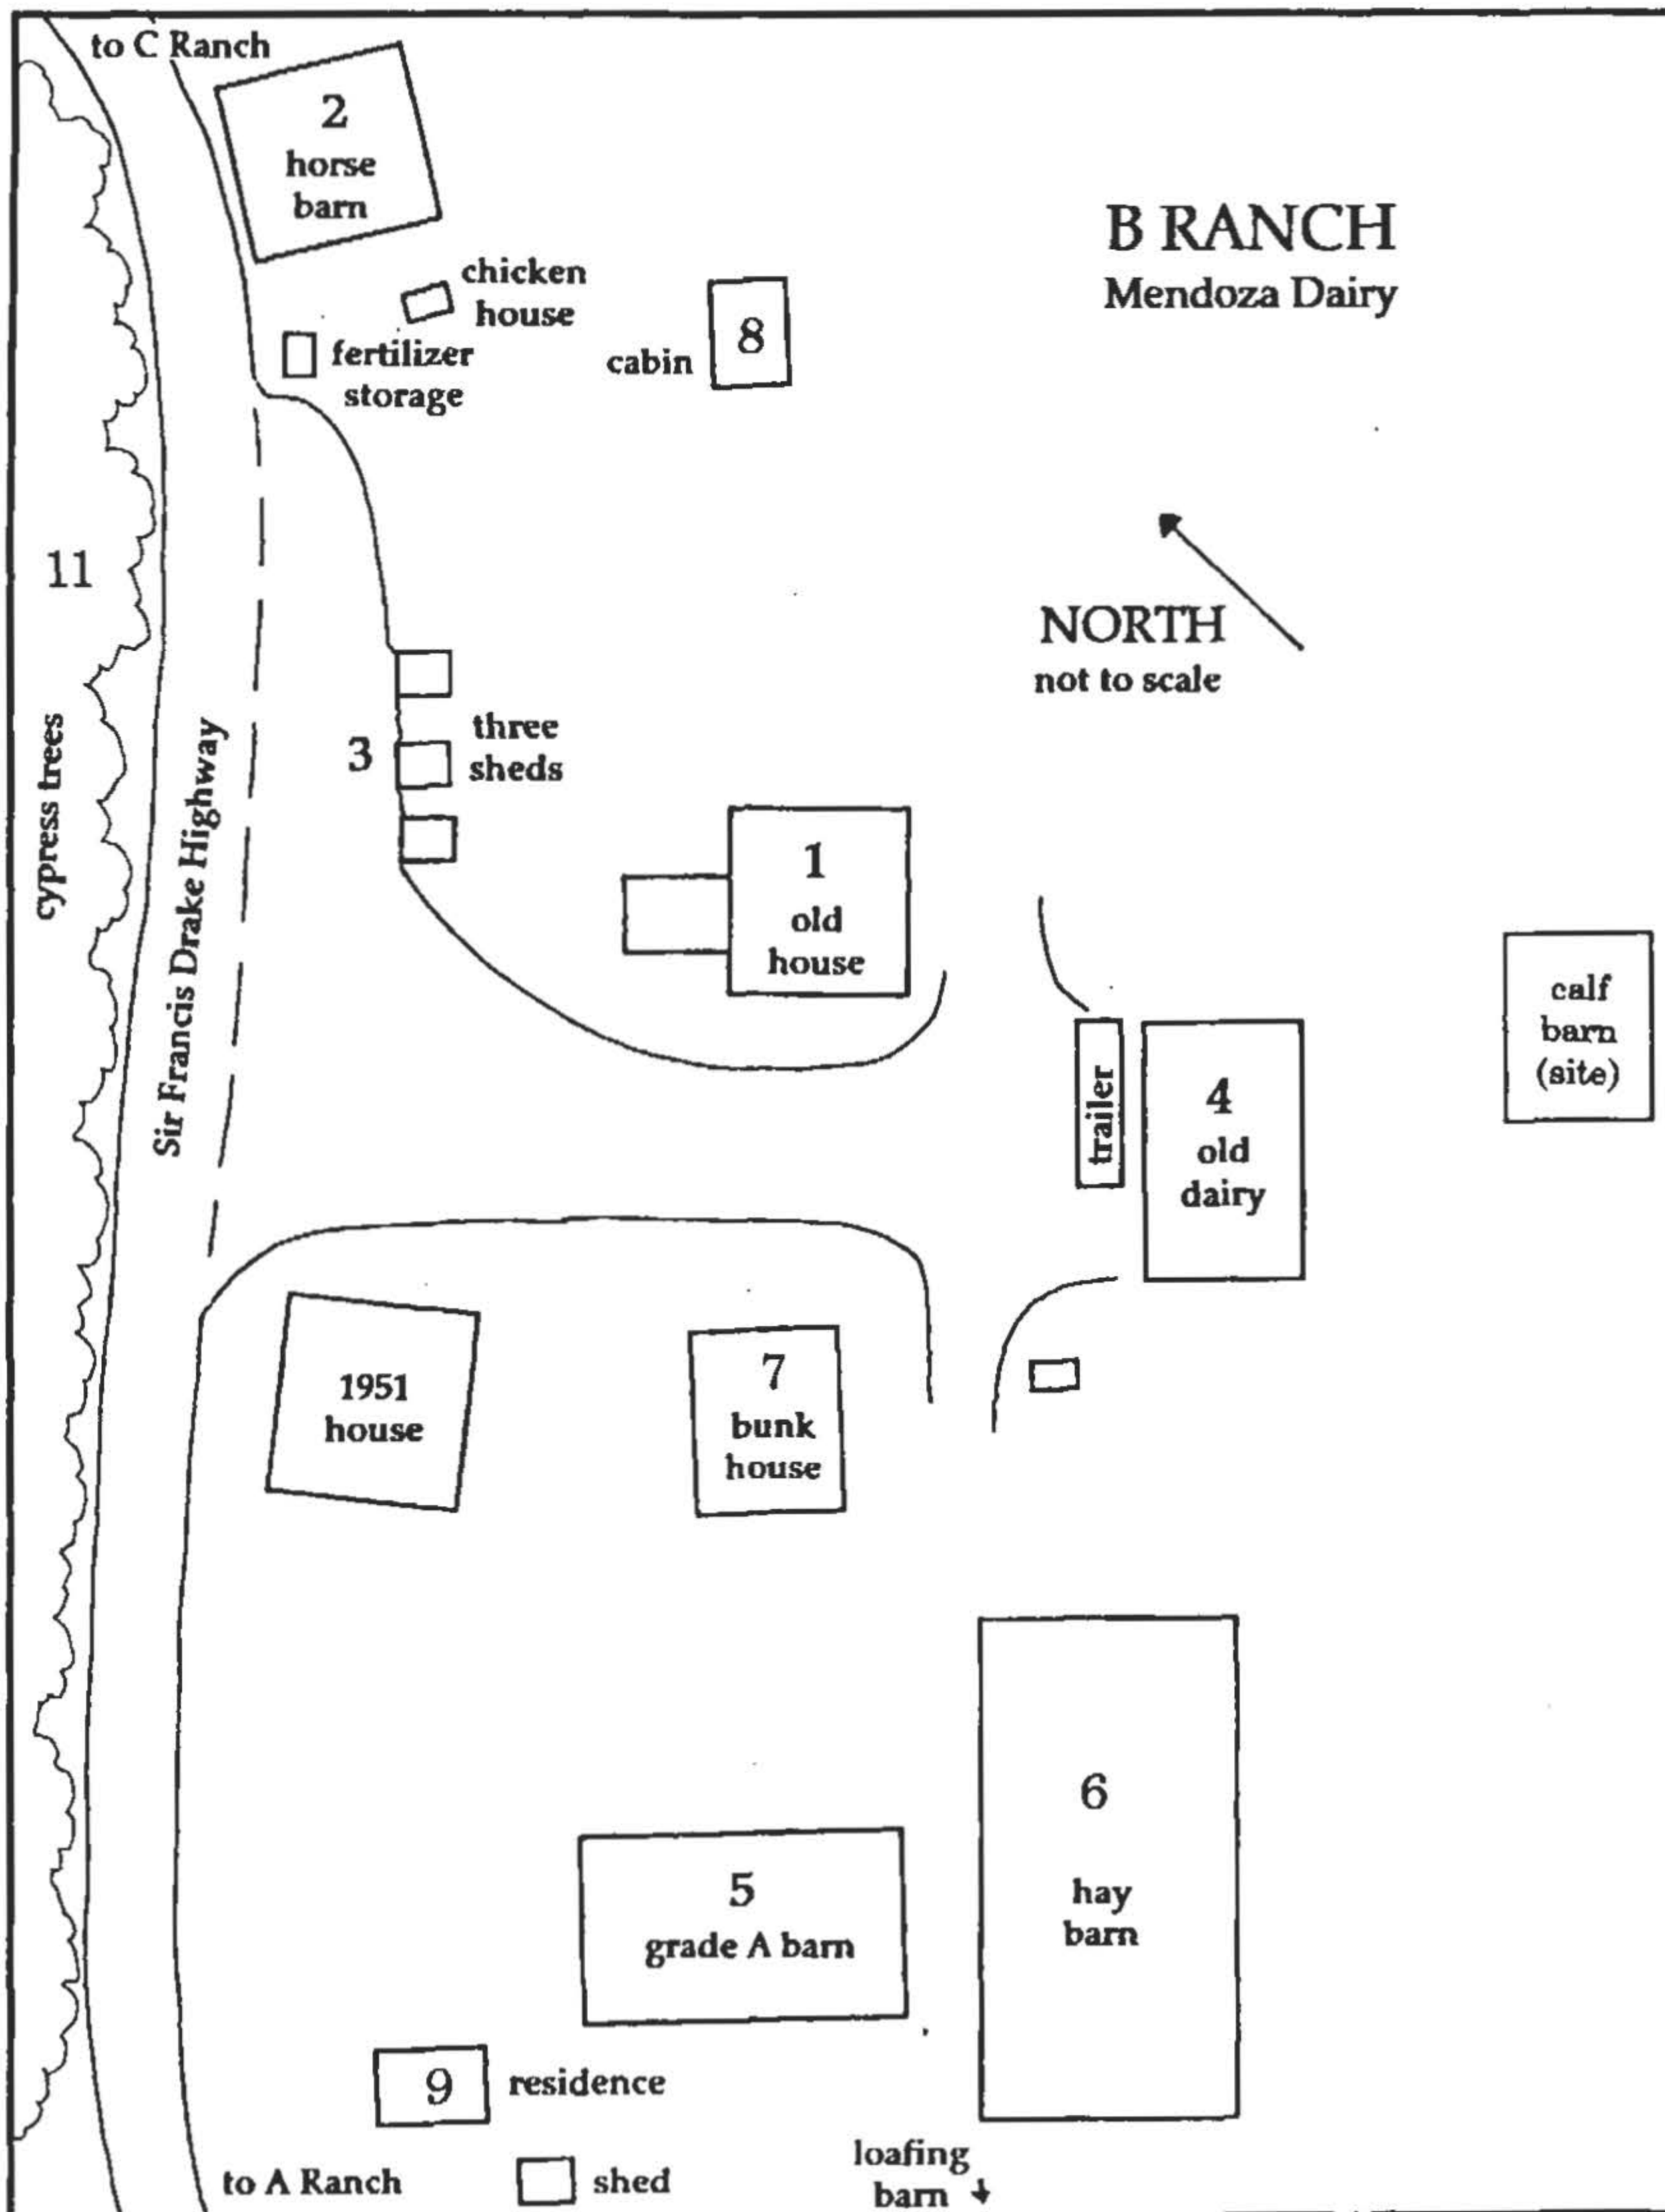 to C Ranch
2
horse
barn
B RANCH
Mendoza Dairy
chicken
house
fertilizer
storage
cabin
8
11
NORTH
not to scale
cypress trees
Sir Francis Drake Highway
3
three
sheds
1
old
house
calf
barn
(site)
trailer
4
old
dairy
1951
house
7
bunk
house
6
hay
barn
5
grade A barn
9
residence
to A Ranch
shed
loafing
barn